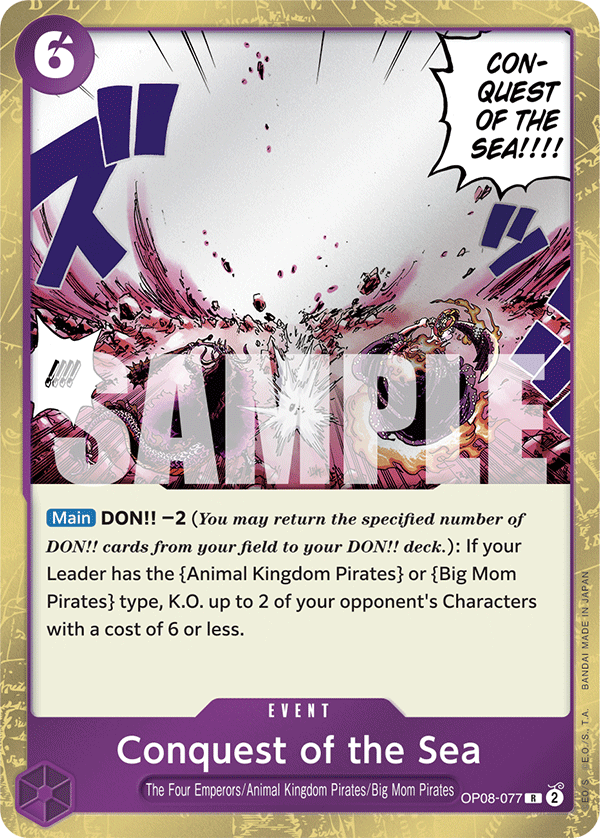 6
CON-
QUEST
OF THE
SEA!!!!
ズ
ッ
!!!!!
SAMPLE
Main DON!! −2 (You may return the specified number of
DON!! cards from your field to your DON!! deck.): If your
Leader has the {Animal Kingdom Pirates} or {Big Mom
Pirates} type, K.O. up to 2 of your opponent's Characters
with a cost of 6 or less.
EVENT
Conquest of the Sea
The Four Emperors/Animal Kingdom Pirates/Big Mom Pirates
OP08-077 R 2
BANDAI MADE IN JAPAN